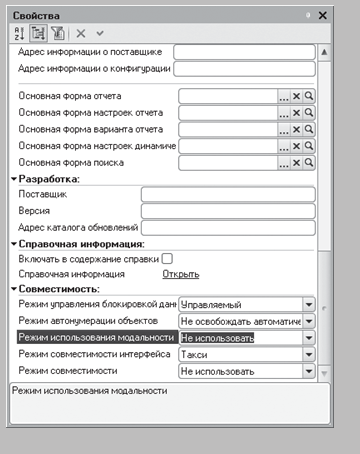 Свойства
Адрес информации о поставщике
Адрес информации о конфигурации
Основная форма отчета
Основная форма настроек отчета
Основная форма варианта отчета
Основная форма настроек динамиче
Основная форма поиска
Разработка:
Поставщик
Версия
Адрес каталога обновлений
Справочная информация:
Включать в содержание справки
Справочная информация Открыть
Совместимость:
Режим управления блокировкой дан Управляемый
Режим автонумерации объектов Не освобождать автоматиче
Режим использования модальности Не использовать
Режим совместимости интерфейса Такси
Режим совместимости Не использовать
Режим использования модальности